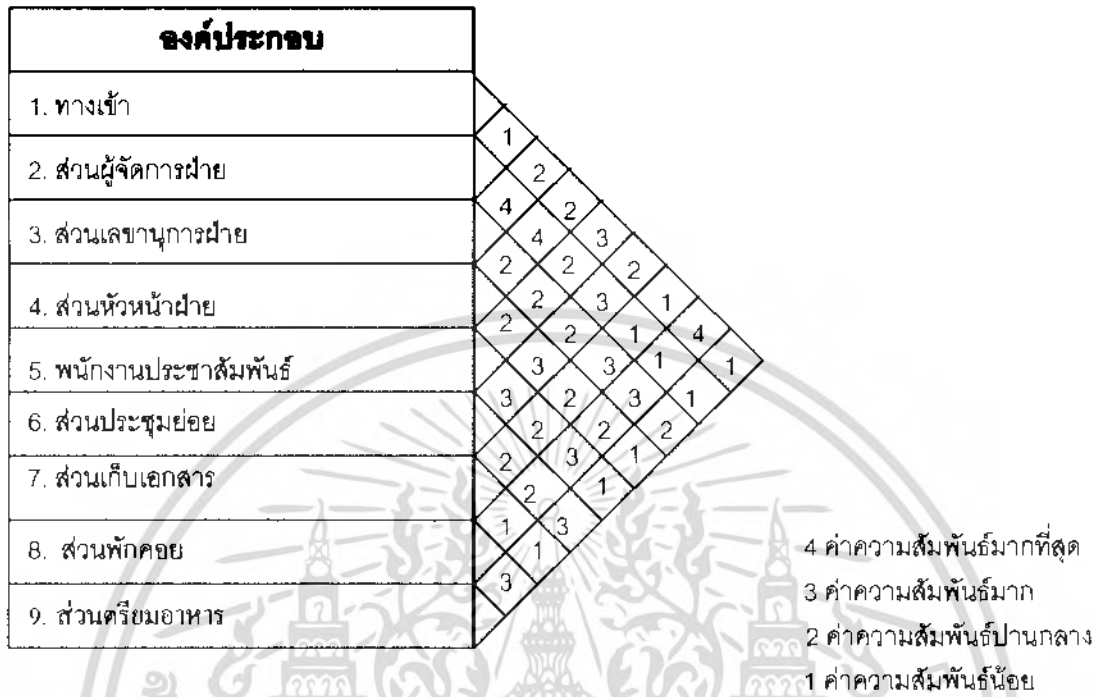 องค์ประกอบ
1. ทางเข้า
1
2. ส่วนผู้จัดการฝ่าย
2
4 2
3. ส่วนเลขานุการฝ่าย
4 3
2 2 2
4. ส่วนหัวหน้าฝ่าย
2 3 1
2 2 1 4
5. พนักงานประชาสัมพันธ์
3 3 1 1
3 2 3 1
6. ส่วนประชุมย่อย
2 2 2
2 3 1
7. ส่วนเก็บเอกสาร
2 1
1 3
8. ส่วนพักคอย
1
3
9. ส่วนตรียมอาหาร
4 ค่าความสัมพันธ์มากที่สุด
3 ค่าความสัมพันธ์มาก
2 ค่าความสัมพันธ์ปานกลาง
1 ค่าความสัมพันธ์น้อย